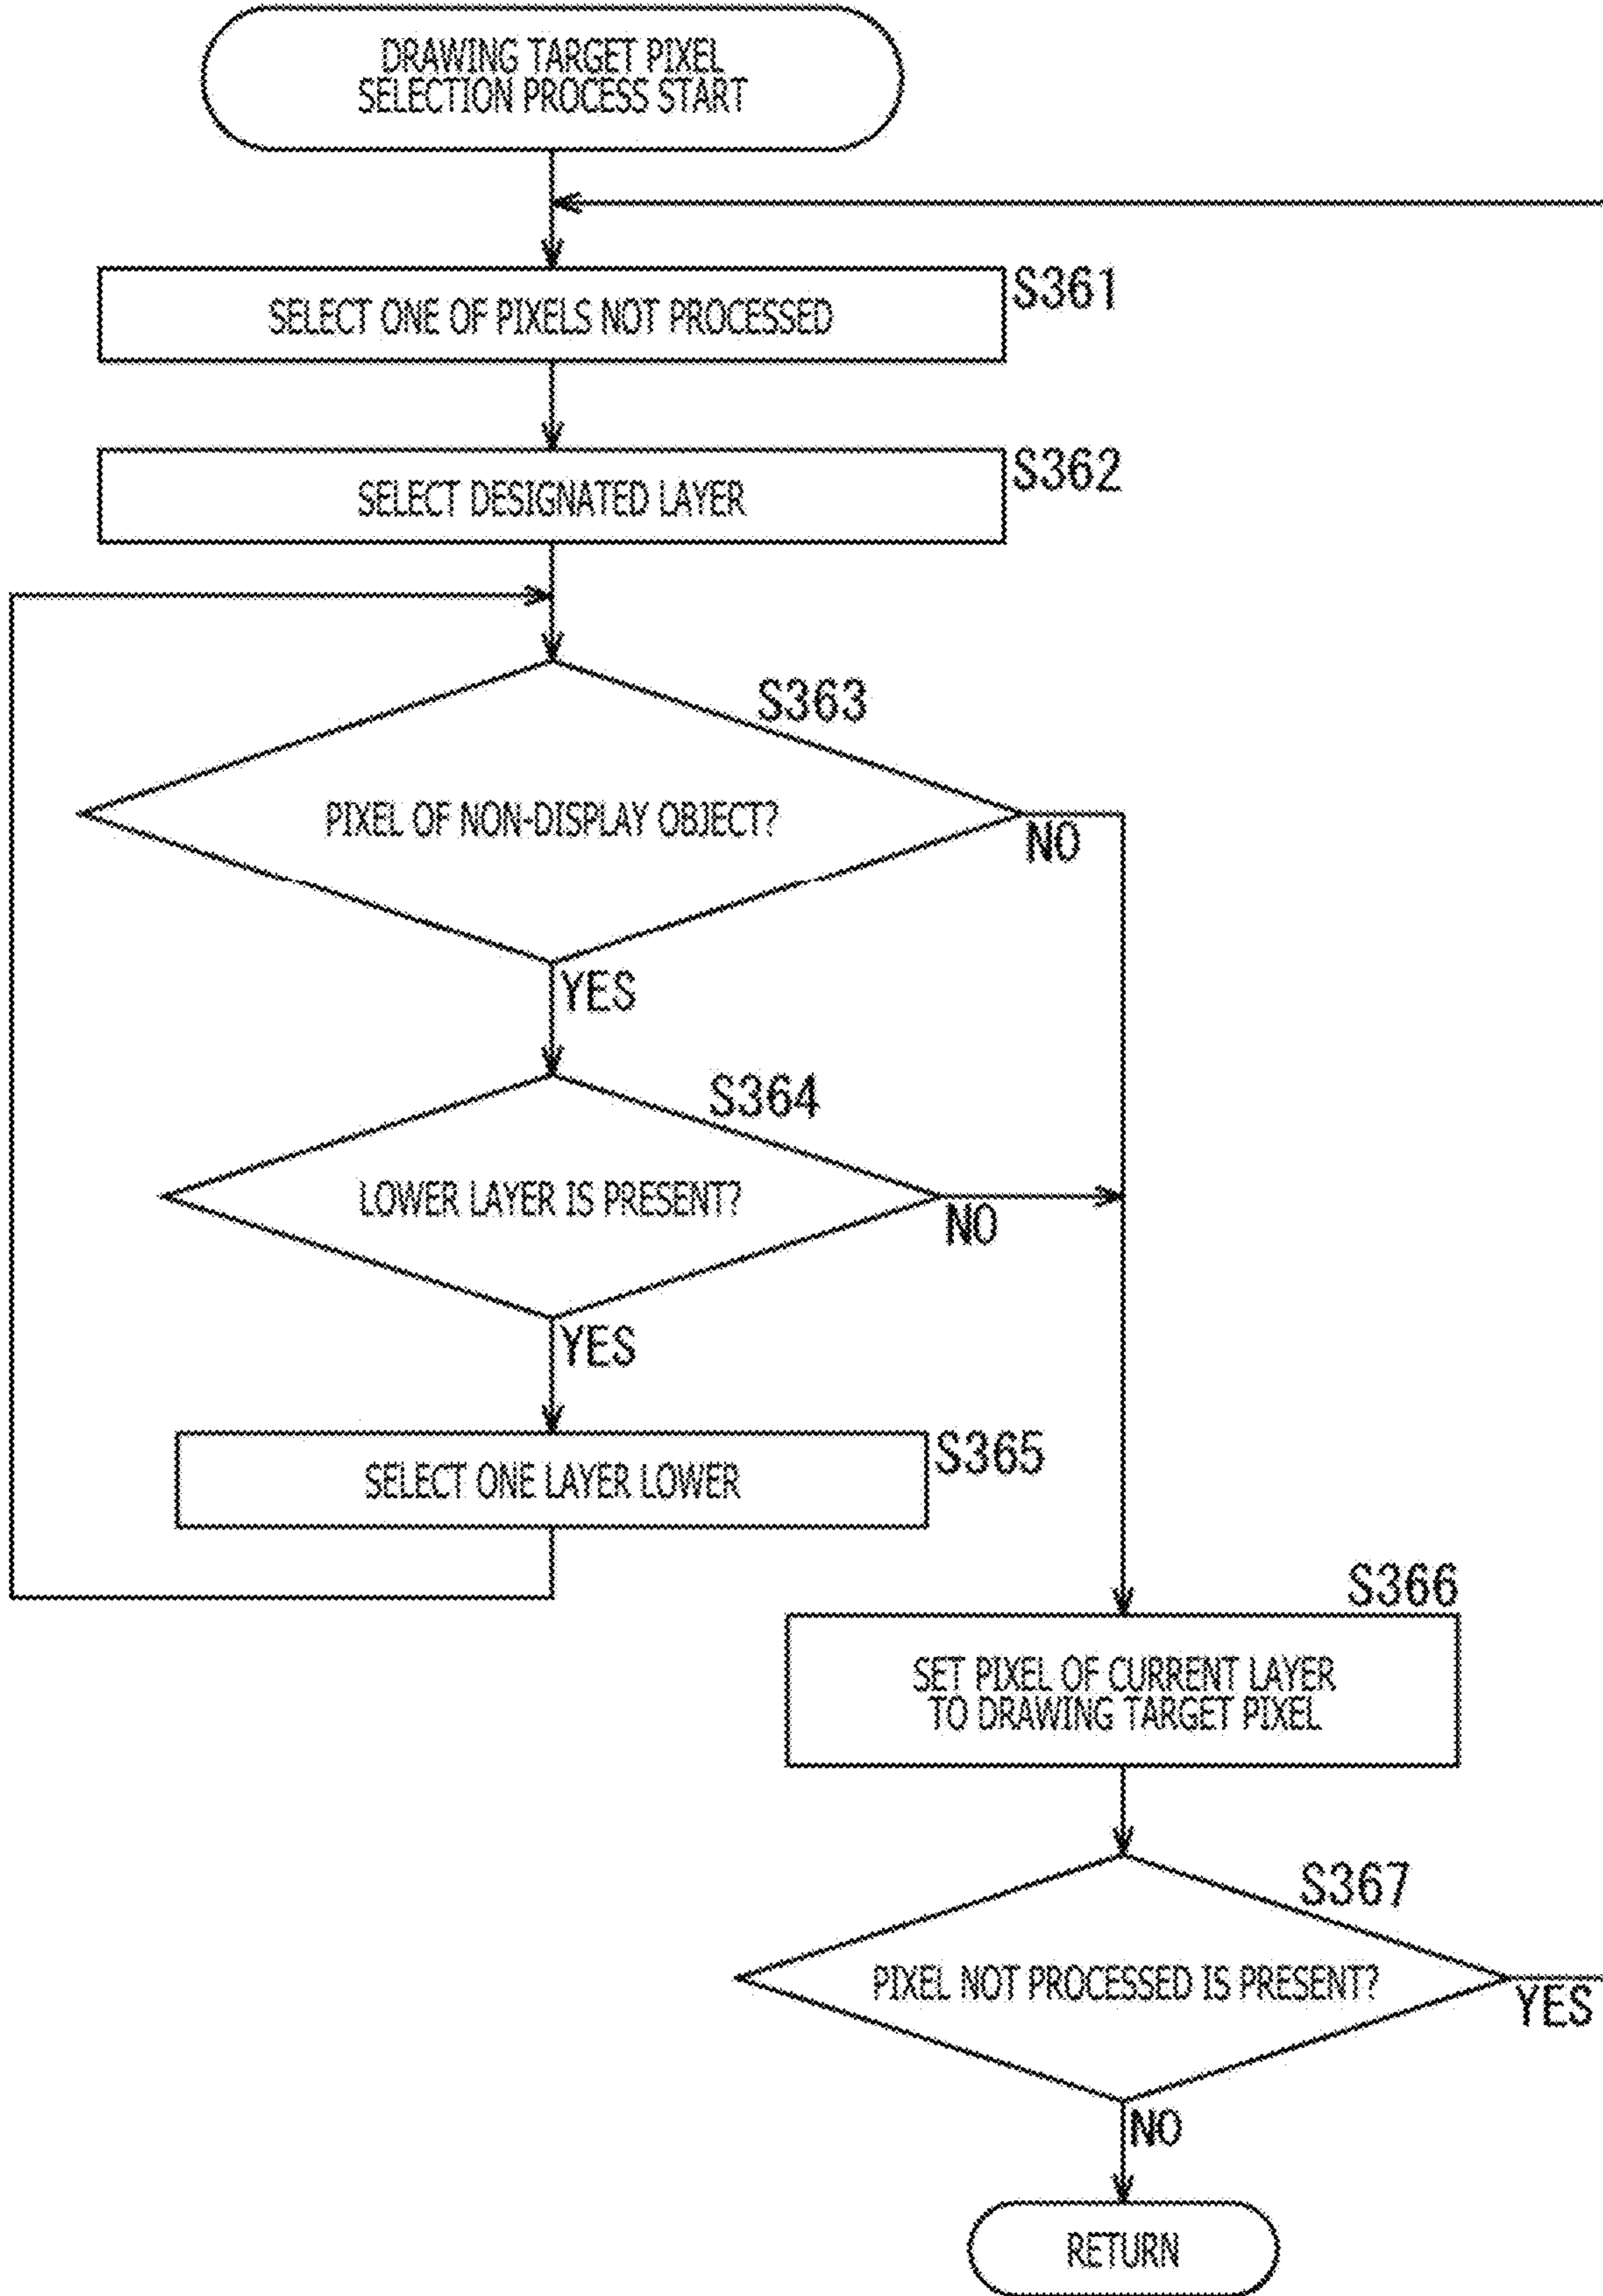 DRAWING TARGET PIXEL
SELECTION PROCESS START
SELECT ONE OF PIXELS NOT PROCESSED
S361
SELECT DESIGNATED LAYER
S362
S363
PIXEL OF NON-DISPLAY OBJECT?
NO
YES
S364
LOWER LAYER IS PRESENT?
NO
YES
SELECT ONE LAYER LOWER
S365
S366
SET PIXEL OF CURRENT LAYER
TO DRAWING TARGET PIXEL
S367
PIXEL NOT PROCESSED IS PRESENT?
YES
NO
RETURN